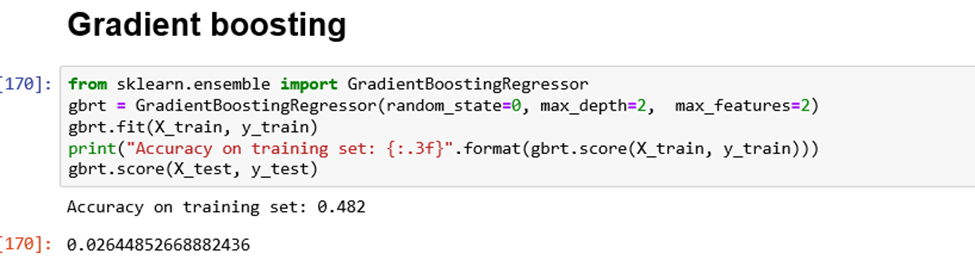 Gradient boosting
[170]: from sklearn.ensemble import GradientBoostingRegressor
gbrt = GradientBoostingRegressor(random_state=0, max_depth=2,  max_features=2)
gbrt.fit(X_train, y_train)
print("Accuracy on training set: {:.3f}".format(gbrt.score(X_train, y_train)))
gbrt.score(X_test, y_test)
Accuracy on training set: 0.482
[170]: 0.02644852668882436